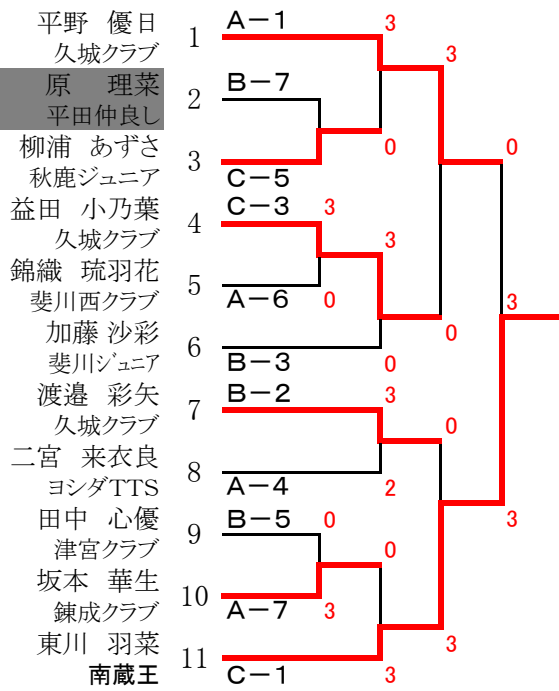 平野 優日
久城クラブ
1
A-1
3
3
原 理菜
平田仲良し
2
B-7
柳浦 あずさ
秋鹿ジュニア
3
C-5
0
0
益田 小乃葉
久城クラブ
4
C-3
3
3
錦織 琉羽花
斐川西クラブ
5
A-6
0
3
加藤 沙彩
斐川ジュニア
6
B-3
0
0
渡邉 彩矢
久城クラブ
7
B-2
3
0
二宮 来衣良
ヨシダTTS
8
A-4
2
田中 心優
津宮クラブ
9
B-5
0
0
3
坂本 華生
錬成クラブ
10
A-7
3
東川 羽菜
南蔵王
11
C-1
3
3